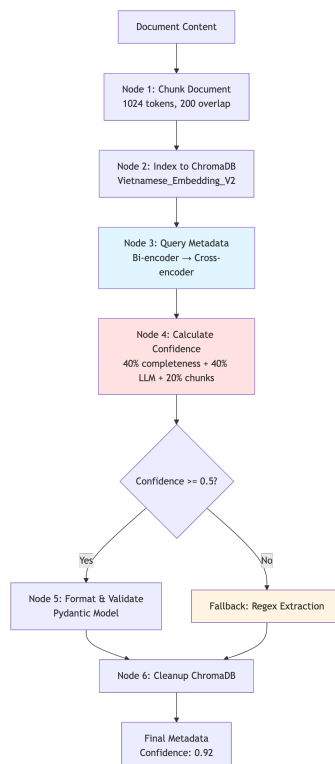 Document Content
Node 1: Chunk Document
1024 tokens, 200 overlap
Node 2: Index to ChromaDB
Vietnamese_Embedding_V2
Node 3: Query Metadata
Bi-encoder → Cross-
encoder
Node 4: Calculate
Confidence
40% completeness + 40%
LLM + 20% chunks
Confidence >= 0.5?
Yes
No
Node 5: Format & Validate
Pydantic Model
Fallback: Regex Extraction
Node 6: Cleanup ChromaDB
Final Metadata
Confidence: 0.92